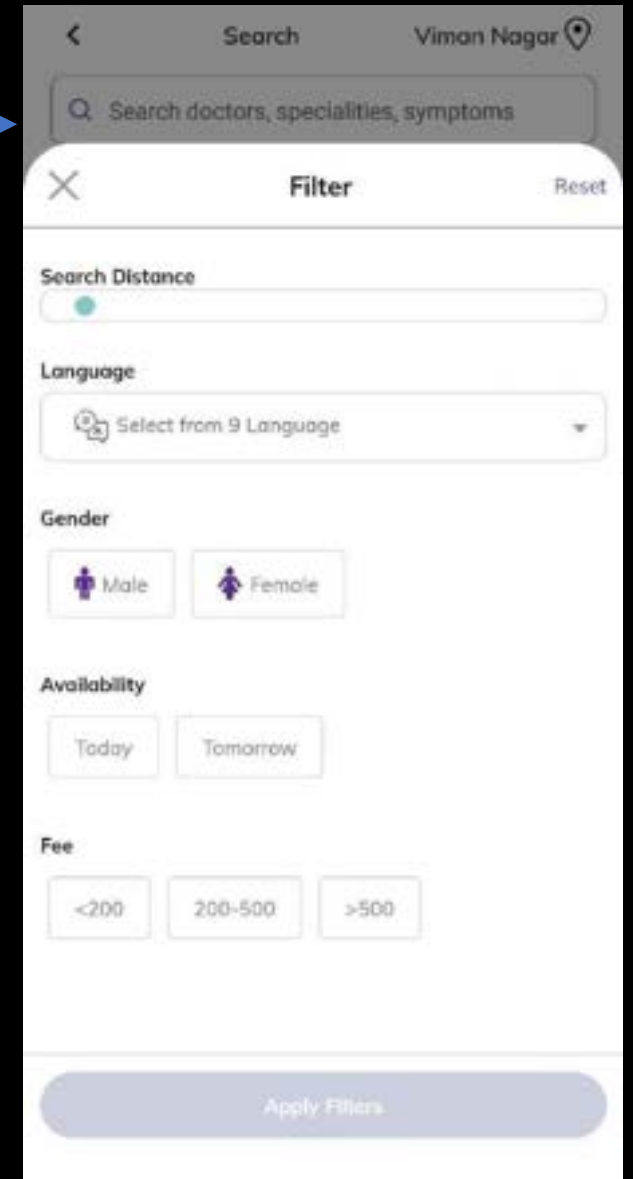 Search Viman Nagar
Search doctors, specialities, symptoms
Filter Reset
Search Distance
Language
Select from 9 Language
Gender
Male Female
Availability
Today Tomorrow
Fee
<200 200-500 >500
Apply Filters